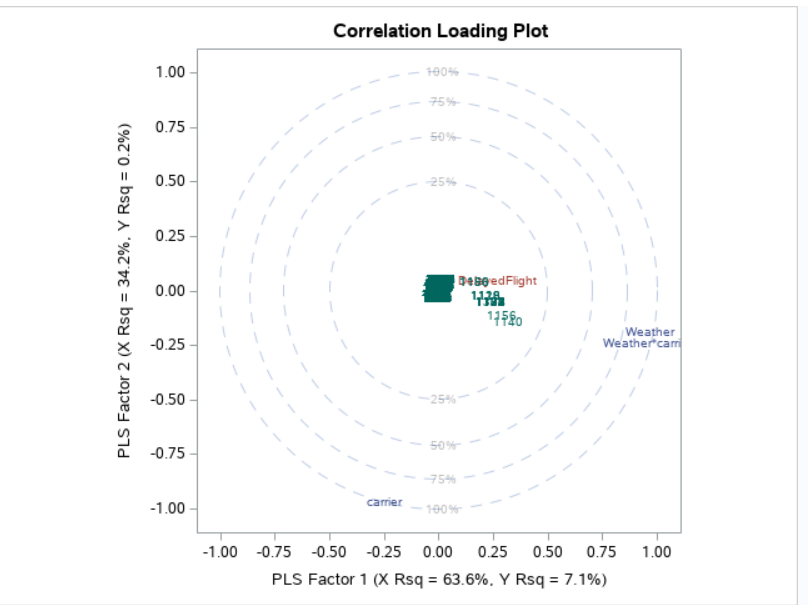 Correlation Loading Plot
PLS Factor 2 (X Rsq = 34.2%, Y Rsq = 0.2%)
1.00
0.75
0.50
0.25
0.00
-0.25
-0.50
-0.75
-1.00
100%
75%
50%
25%
1156
1140
Weather
Weather*carri
25%
50%
75%
carrier
100%
-1.00 -0.75 -0.50 -0.25 0.00 0.25 0.50 0.75 1.00
PLS Factor 1 (X Rsq = 63.6%, Y Rsq = 7.1%)